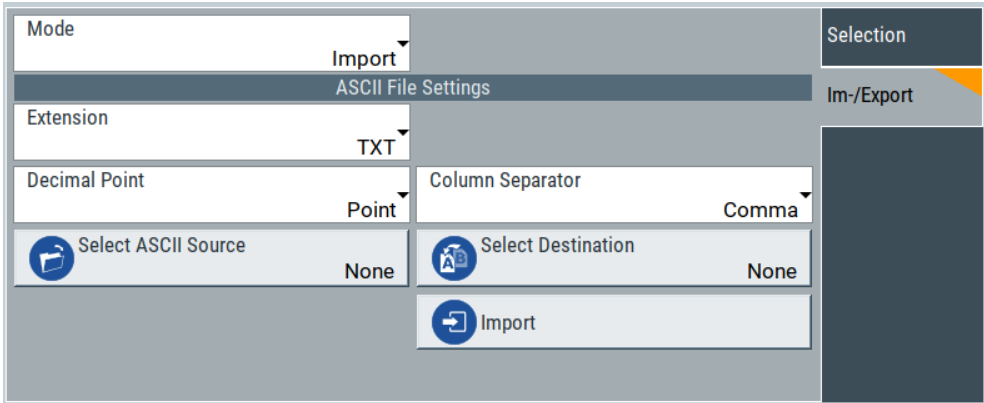 Mode
Import
Selection
ASCII File Settings
Im-/Export
Extension
TXT
Decimal Point
Point
Column Separator
Comma
Select ASCII Source
None
Select Destination
None
Import